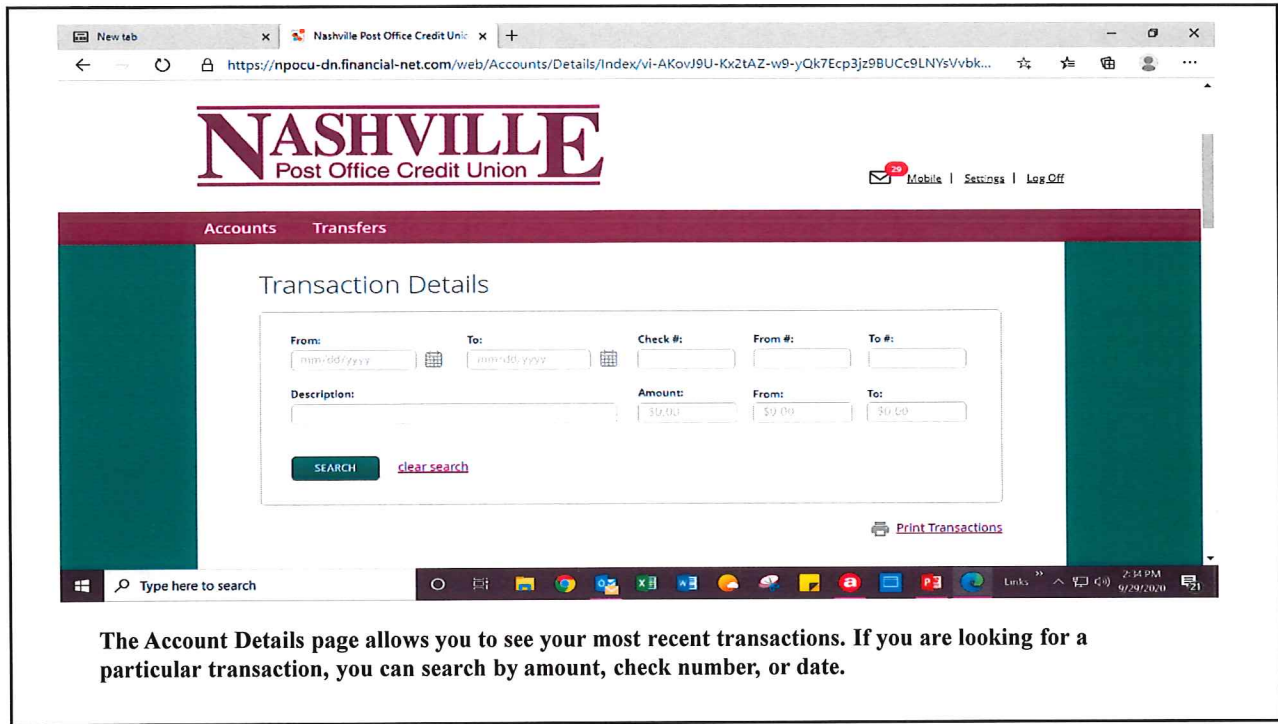 New tab
Nashville Post Office Credit Unic
https://npocu-dn.financial-net.com/web/Accounts/Details/Index/vi-AKovJ9U-Kx2tAZ-w9-yQk7Ecp3jz9BUCc9LNYsVvbk...
NASHVILLE
Post Office Credit Union
29
Mobile | Settings | Log Off
Accounts Transfers
Transaction Details
From: To: Check #: From #: To #:
mm/dd/yyyy mm/dd/yyyy
Description: Amount: From: To:
$0.00 $0.00 $0.00
SEARCH clear search
Print Transactions
Type here to search
Links
2:34 PM
9/29/2020
21
The Account Details page allows you to see your most recent transactions. If you are looking for a
particular transaction, you can search by amount, check number, or date.